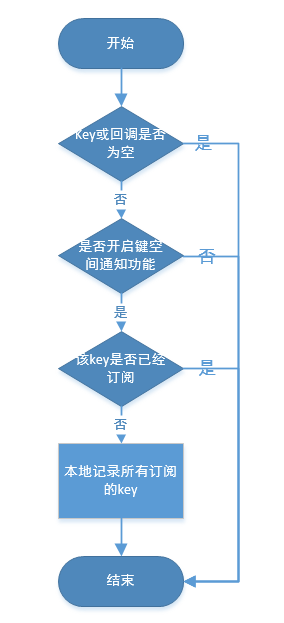 开始
Key或回调是否
为空
是
否
是否开启键空
间通知功能
否
是
该key是否已经
订阅
是
否
本地记录所有订阅
的key
结束